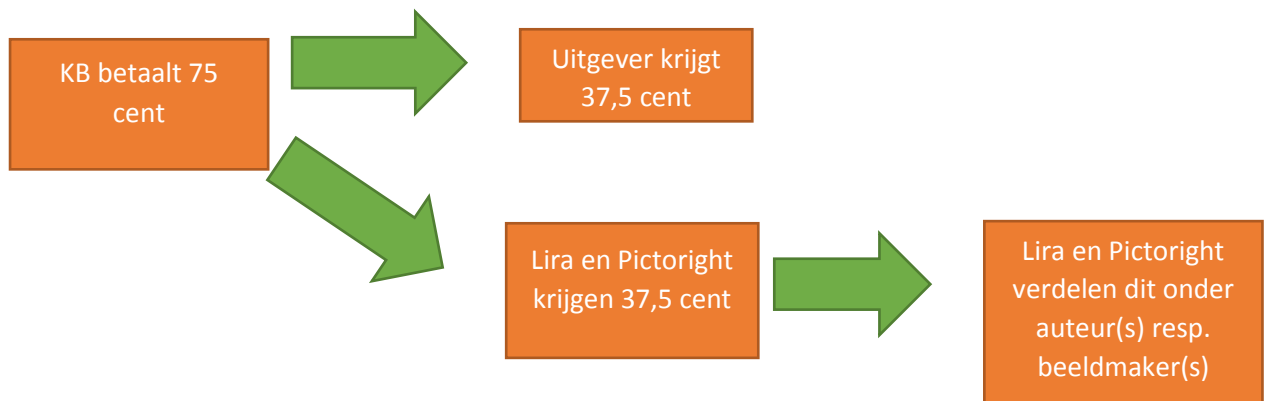 KB betaalt 75
cent
Uitgever krijgt
37,5 cent
Lira en Pictoright
krijgen 37,5 cent
Lira en Pictoright
verdelen dit onder
auteur(s) resp.
beeldmaker(s)